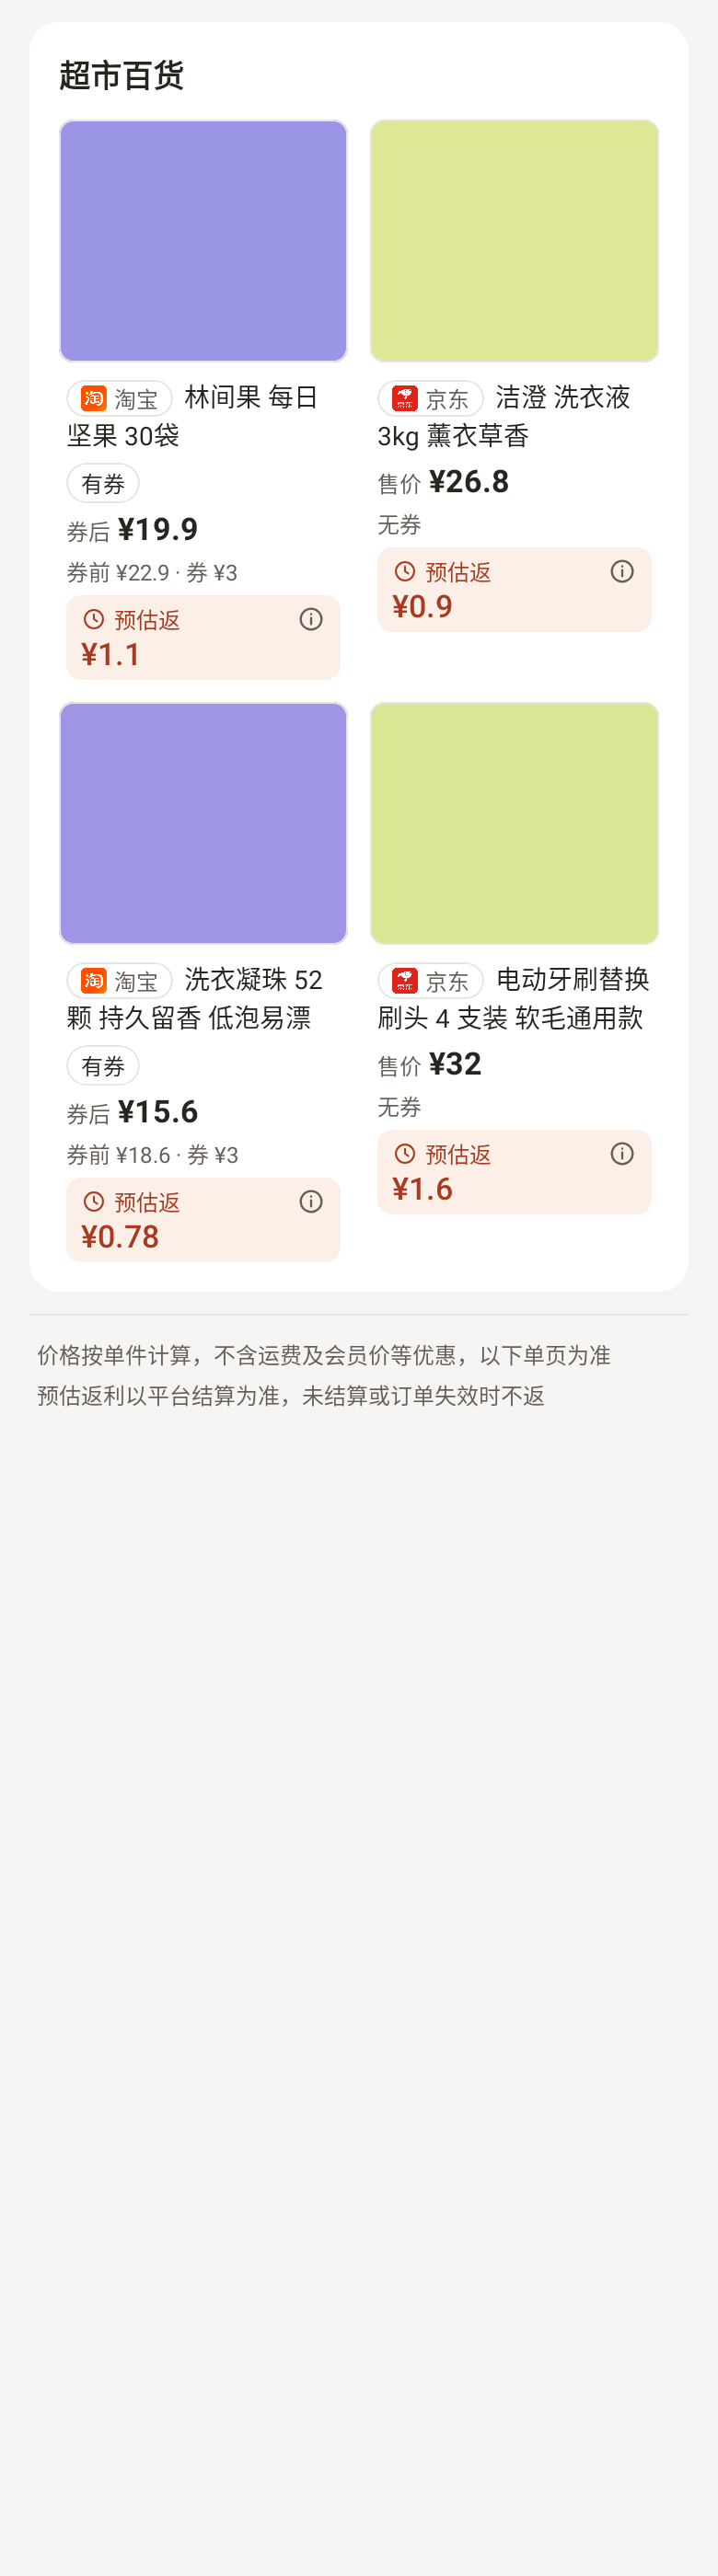 超市百货
淘 淘宝 林间果 每日
坚果 30袋
有券
券后 ¥19.9
券前 ¥22.9 · 券 ¥3
预估返
¥1.1
京东 京东 洁澄 洗衣液
3kg 薰衣草香
售价 ¥26.8
无券
预估返
¥0.9
淘 淘宝 洗衣凝珠 52
颗 持久留香 低泡易漂
有券
券后 ¥15.6
券前 ¥18.6 · 券 ¥3
预估返
¥0.78
京东 京东 电动牙刷替换
刷头 4 支装 软毛通用款
售价 ¥32
无券
预估返
¥1.6
价格按单件计算，不含运费及会员价等优惠，以下单页为准
预估返利以平台结算为准，未结算或订单失效时不返